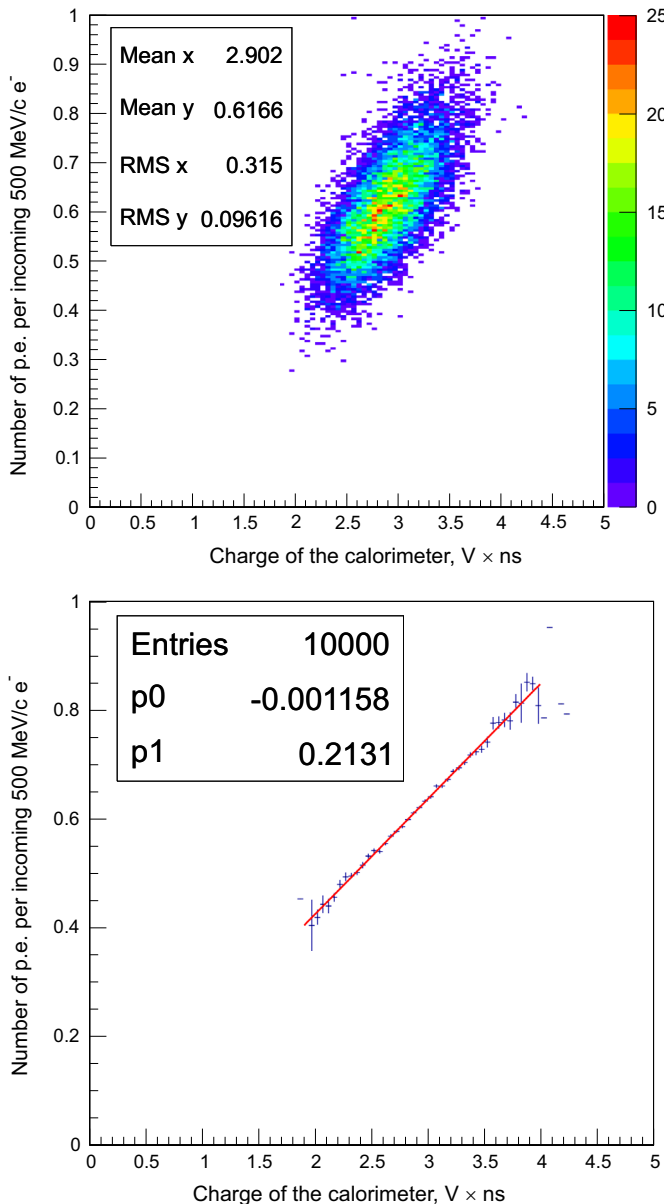 Number of p.e. per incoming 500 MeV/c e-
1
0.9
0.8
0.7
0.6
0.5
0.4
0.3
0.2
0.1
0
Mean x 2.902
Mean y 0.6166
RMS x 0.315
RMS y 0.09616
25
20
15
10
5
0
0 0.5 1 1.5 2 2.5 3 3.5 4 4.5 5
Charge of the calorimeter, V × ns
Number of p.e. per incoming 500 MeV/c e-
1
0.8
0.6
0.4
0.2
0
Entries 10000
p0 -0.001158
p1 0.2131
0 0.5 1 1.5 2 2.5 3 3.5 4 4.5 5
Charge of the calorimeter, V × ns